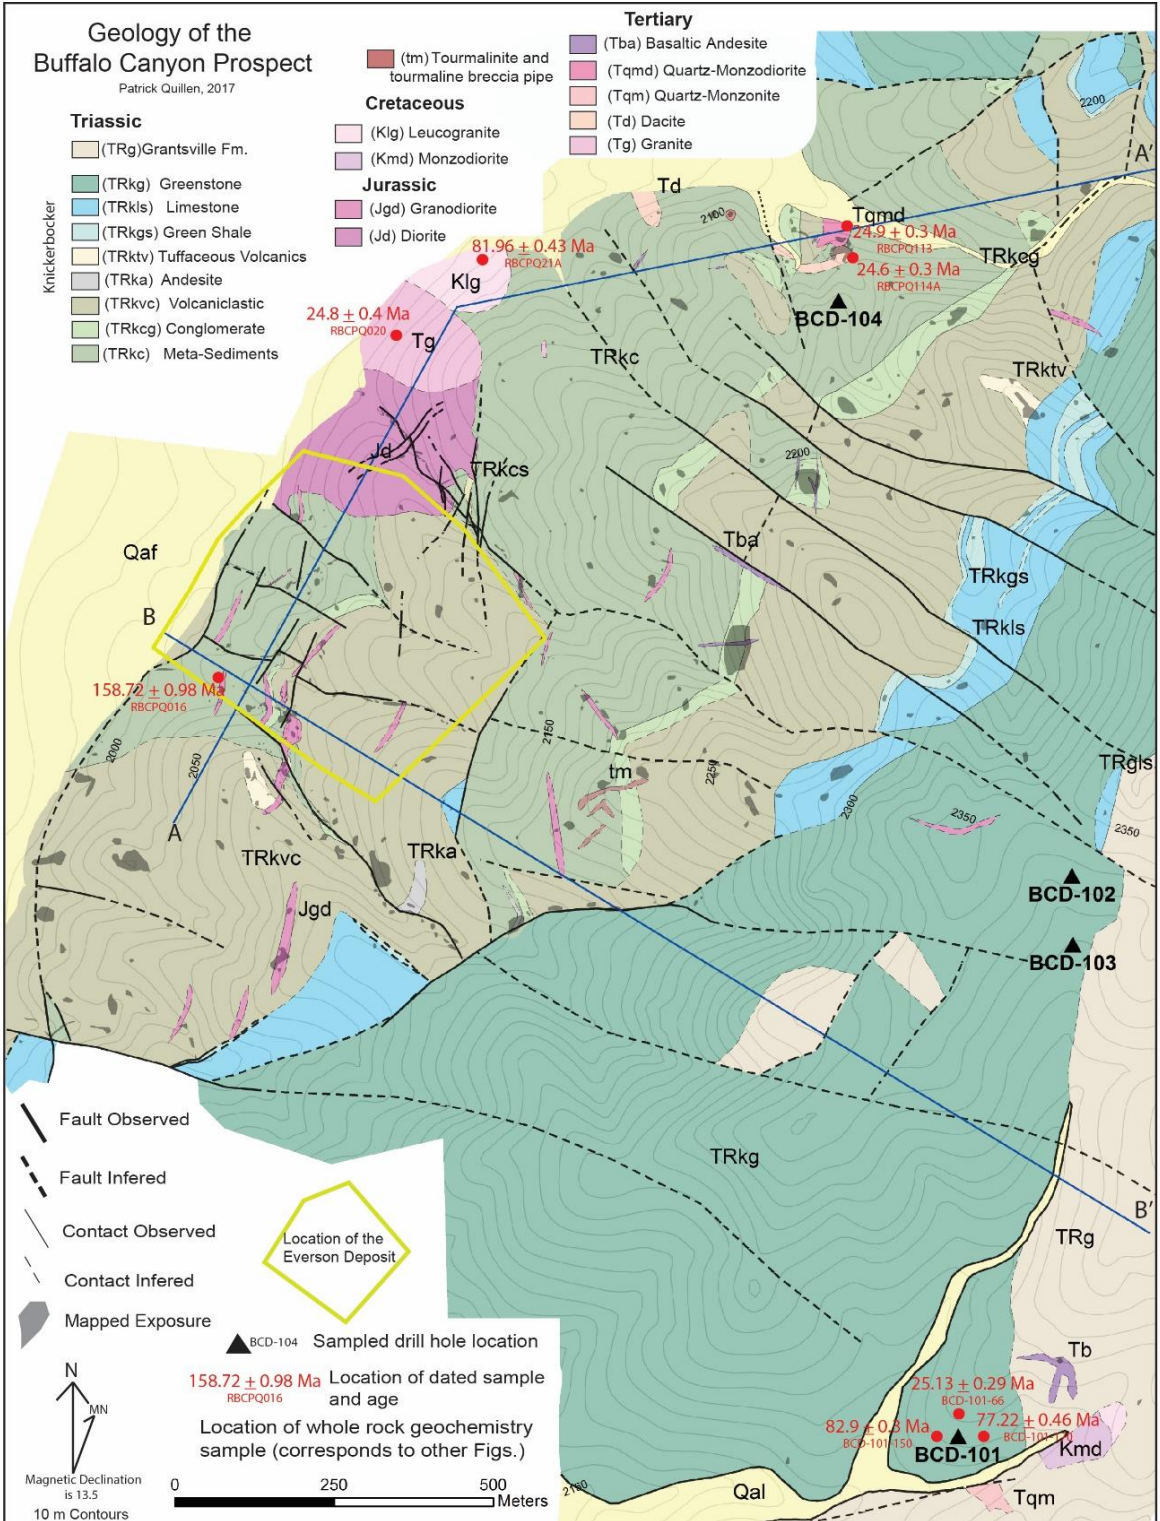 Geology of the
Buffalo Canyon Prospect
Patrick Quillen, 2017
Triassic
(TRg)Grantsville Fm.
Knickerbocker
(TRkg) Greenstone
(TRkls) Limestone
(TRkgs) Green Shale
(TRktv) Tuffaceous Volcanics
(TRka) Andesite
(TRkvc) Volcaniclastic
(TRkcg) Conglomerate
(TRkc) Meta-Sediments
(tm) Tourmalinite and
tourmaline breccia pipe
Cretaceous
(Klg) Leucogranite
(Kmd) Monzodiorite
Jurassic
(Jgd) Granodiorite
(Jd) Diorite
Tertiary
(Tba) Basaltic Andesite
(Tqmd) Quartz-Monzodiorite
(Tqm) Quartz-Monzonite
(Td) Dacite
(Tg) Granite
2200
A'
Td
2100
Tqmd
24.9 ± 0.3 Ma
RBCPQ113
TRkcg
24.6 ± 0.3 Ma
RBCPQ114A
81.96 ± 0.43 Ma
RBCPQ21A
Klg
BCD-104
24.8 ± 0.4 Ma
RBCPQ020
Tg
TRkc
TRktv
Jd
TRkcs
2200
Qaf
Tba
TRkgs
B
TRkls
158.72 ± 0.98 Ma
RBCPQ016
2000
2050
2150
tm
2250
TRgls
2300
2350
2350
A
TRkvc
TRka
BCD-102
Jgd
BCD-103
Fault Observed
TRkg
Fault Infered
B'
Contact Observed
Location of the
Everson Deposit
TRg
Contact Infered
Mapped Exposure
BCD-104 Sampled drill hole location
Tb
N
MN
158.72 ± 0.98 Ma
RBCPQ016
Location of dated sample
and age
25.13 ± 0.29 Ma
BCD-101-66
82.9 ± 0.3 Ma
BCD-101-150
77.22 ± 0.46 Ma
Kmd
BCD-101
Location of whole rock geochemistry
sample (corresponds to other Figs.)
Magnetic Declination
is 13.5
10 m Contours
0 250 500
Meters
2160
Qal
Tqm